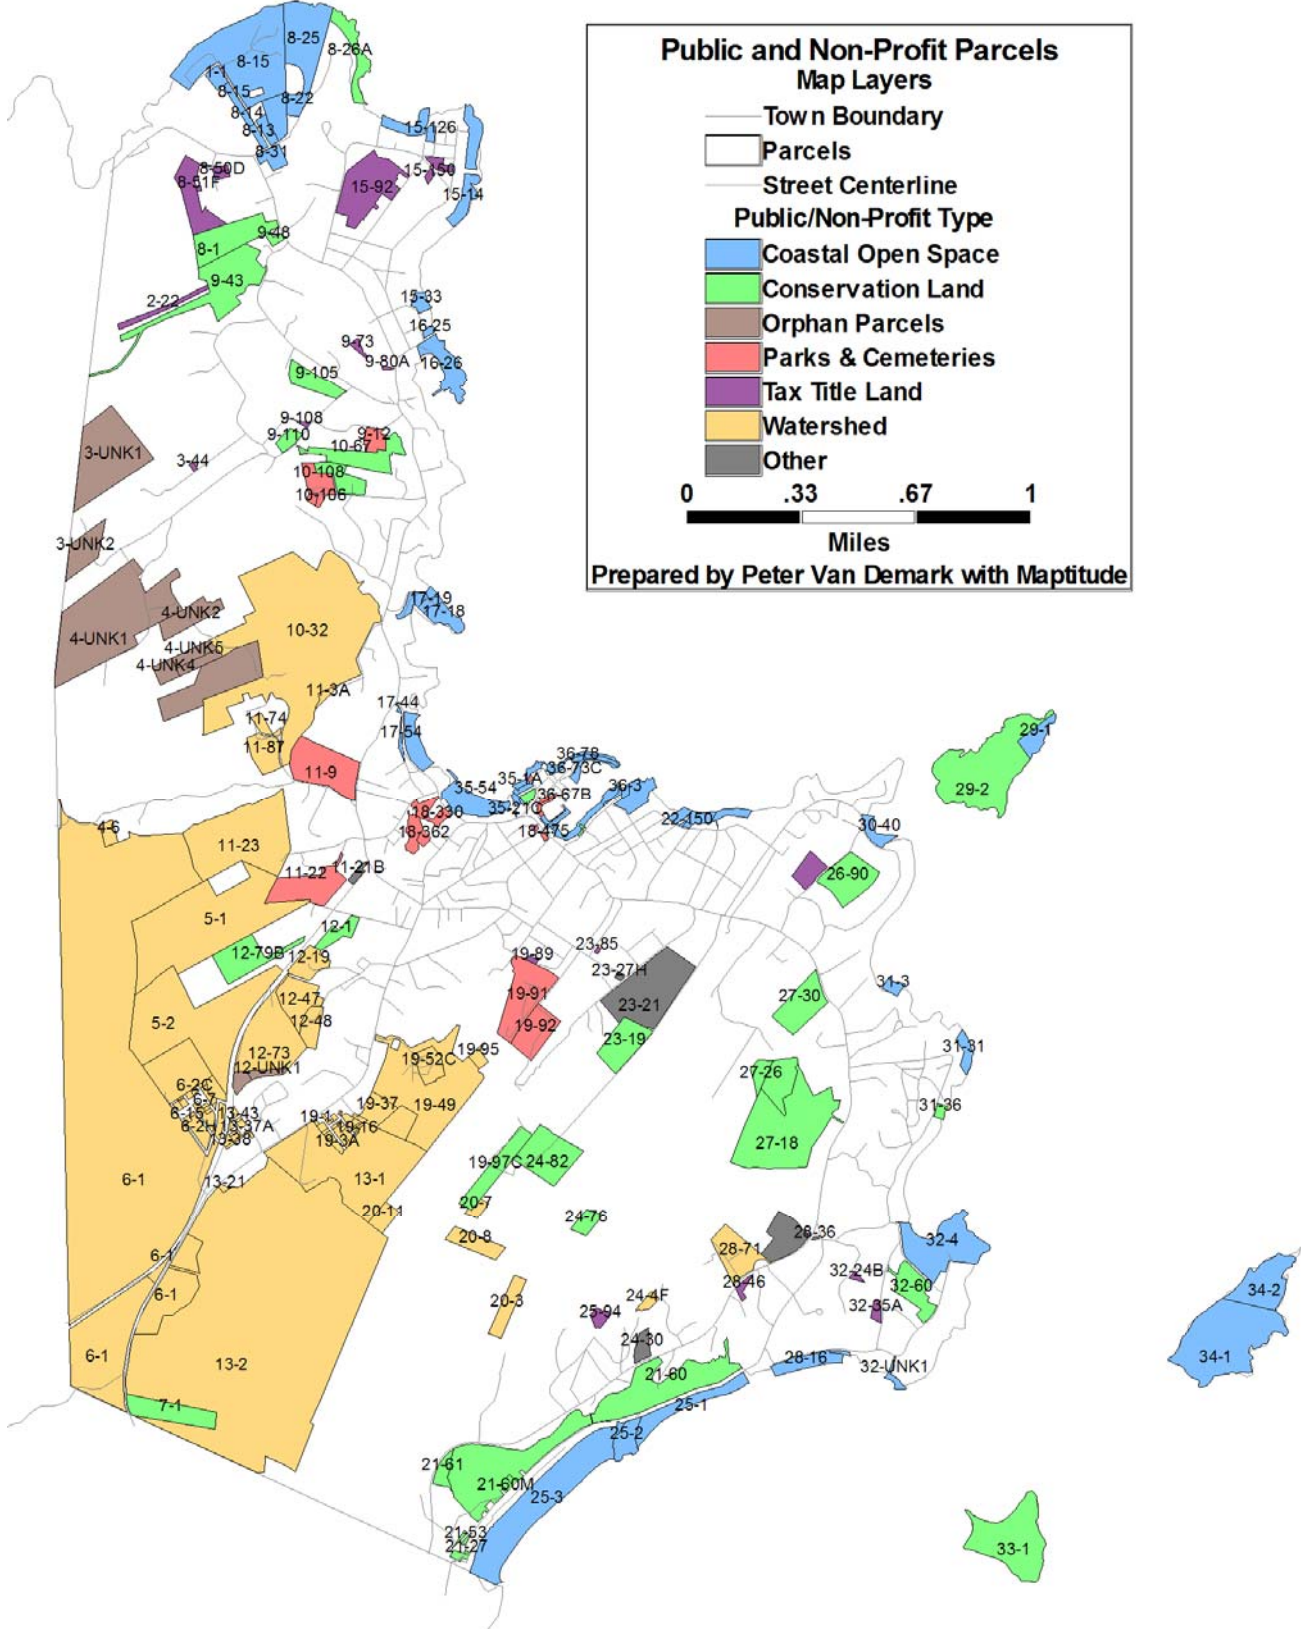 Public and Non-Profit Parcels
Map Layers
Town Boundary
Parcels
Street Centerline
Public/Non-Profit Type
Coastal Open Space
Conservation Land
Orphan Parcels
Parks & Cemeteries
Tax Title Land
Watershed
Other
0 .33 .67 1
Miles
Prepared by Peter Van Demark with Maptitude
8-25
8-26A
8-15
1-1
8-15
8-22
8-14
8-13
8-31
15-126
8-50D
8-51F
15-92
15-150
15-14
9-48
8-1
9-43
2-22
15-33
16-25
9-73
9-80A
16-26
9-105
9-108
9-110
9-12
10-67
3-UNK1
3-44
10-108
10-106
3-UNK2
17-19
17-18
4-UNK2
4-UNK1
10-32
4-UNK5
4-UNK4
11-3A
17-44
11-74
17-54
11-87
11-9
36-78
36-73C
35-1A
35-54
36-3
36-67B
35-21C
18-330
18-362
18-475
22-150
29-1
29-2
30-40
4-6
11-23
11-22
11-21B
26-90
5-1
12-1
12-79B
12-19
19-89
23-85
23-27H
19-91
23-21
31-3
27-30
12-47
12-48
5-2
19-92
23-19
31-31
12-73
12-UNK1
19-52C
19-95
27-26
6-2C
6-7
6-15
13-43
6-2H
13-37A
13-38
19-37
19-49
19-16
19-3A
31-36
27-18
19-97C
24-82
6-1
13-21
13-1
20-11
20-7
24-76
20-8
28-36
28-71
32-4
6-1
28-46
32-24B
32-60
34-2
6-1
20-3
24-4F
25-94
32-35A
24-30
6-1
13-2
28-16
32-UNK1
34-1
21-60
7-1
25-1
25-2
21-61
21-60M
25-3
21-53
21-27
33-1